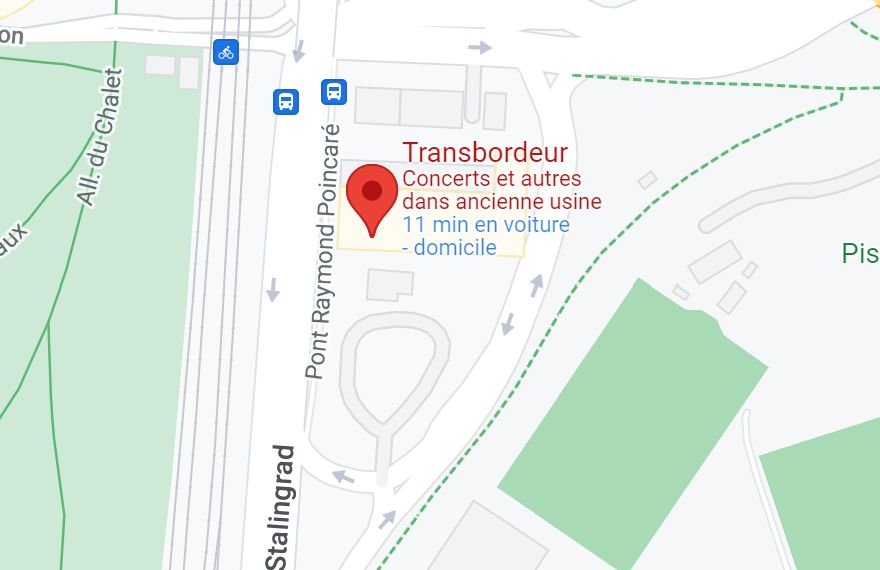 on
All. du Chalet
Pont Raymond Poincaré
Transbordeur
Concerts et autres
dans ancienne usine
11 min en voiture
- domicile
aux
Pis
Stalingrad